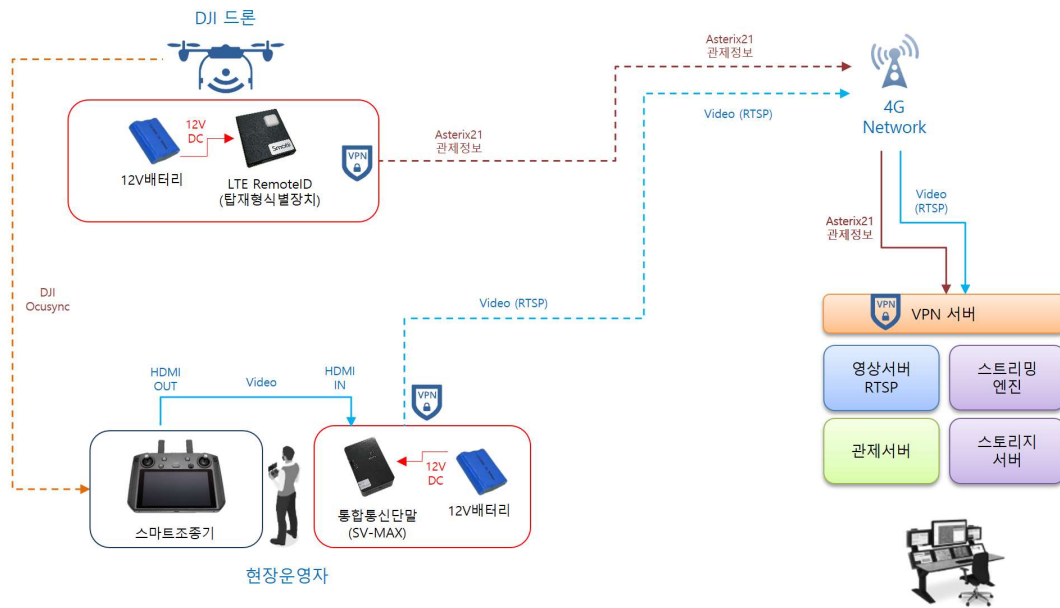 DJI 드론
12V
DC
12V배터리
LTE RemoteID
(탑재형식별장치)
VPN
Asterix21
관제정보
Asterix21
관제정보
Video (RTSP)
4G
Network
Video
(RTSP)
Asterix21
관제정보
DJI
Ocusync
Video (RTSP)
VPN
VPN 서버
영상서버
RTSP
스트리밍
엔진
관제서버
스토리지
서버
HDMI
OUT
Video
HDMI
IN
VPN
스마트조종기
12V
DC
통합통신단말
(SV-MAX)
12V배터리
현장운영자